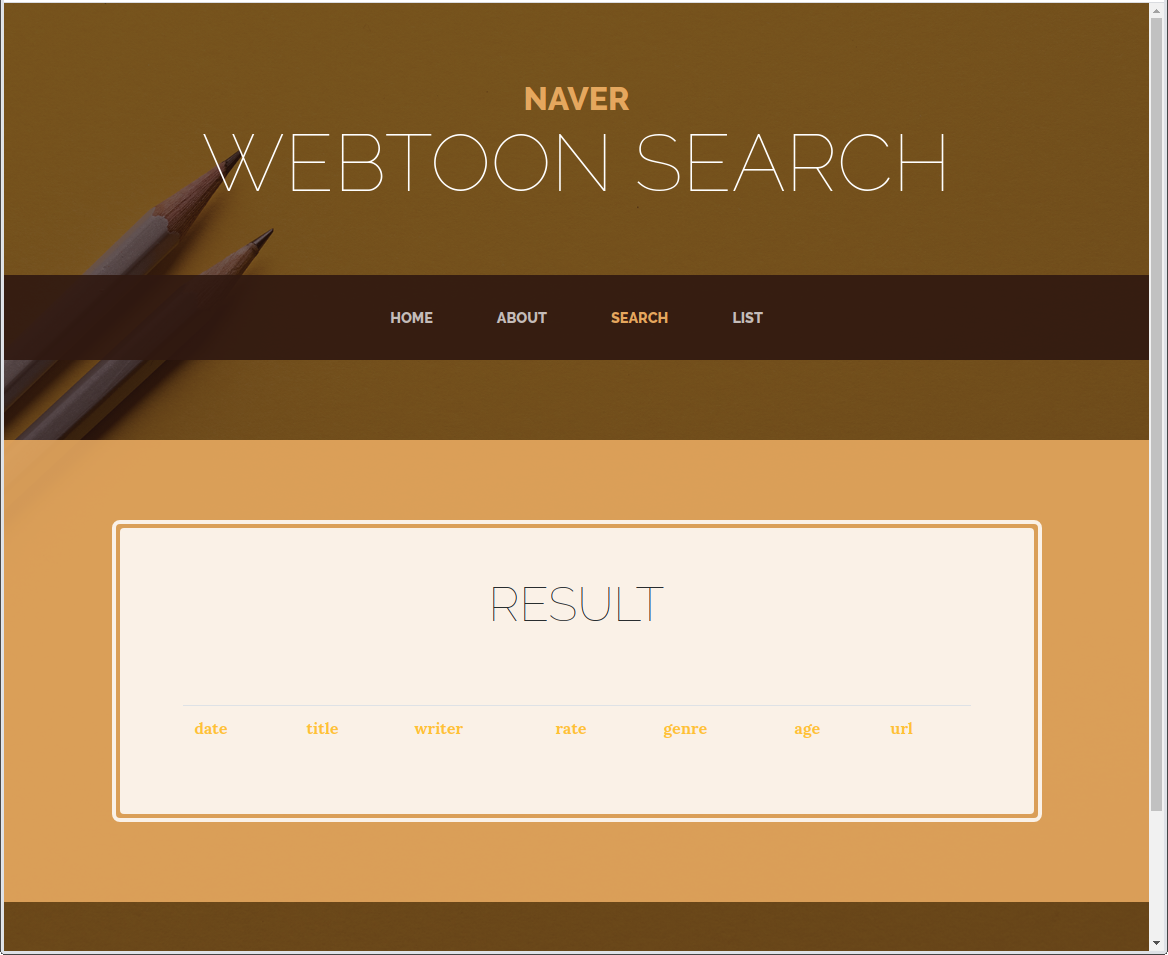 NAVER
WEBTOON SEARCH
HOME ABOUT SEARCH LIST
RESULT
date title writer rate genre age url